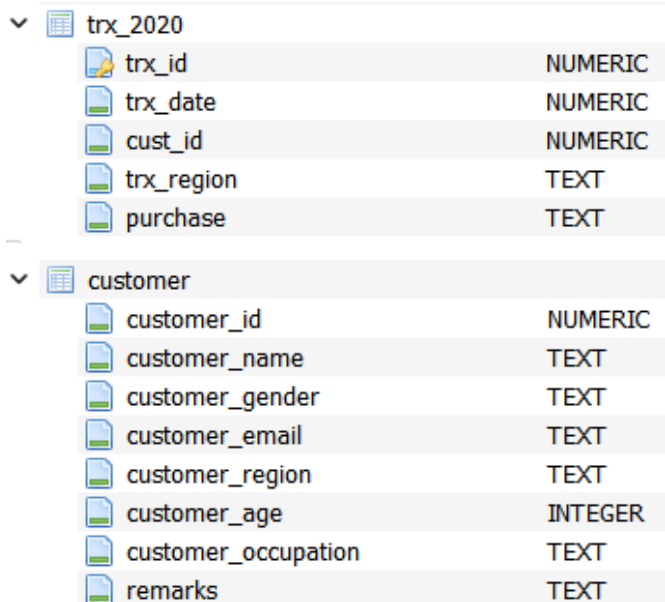 trx_2020
trx_id NUMERIC
trx_date NUMERIC
cust_id NUMERIC
trx_region TEXT
purchase TEXT
customer
customer_id NUMERIC
customer_name TEXT
customer_gender TEXT
customer_email TEXT
customer_region TEXT
customer_age INTEGER
customer_occupation TEXT
remarks TEXT